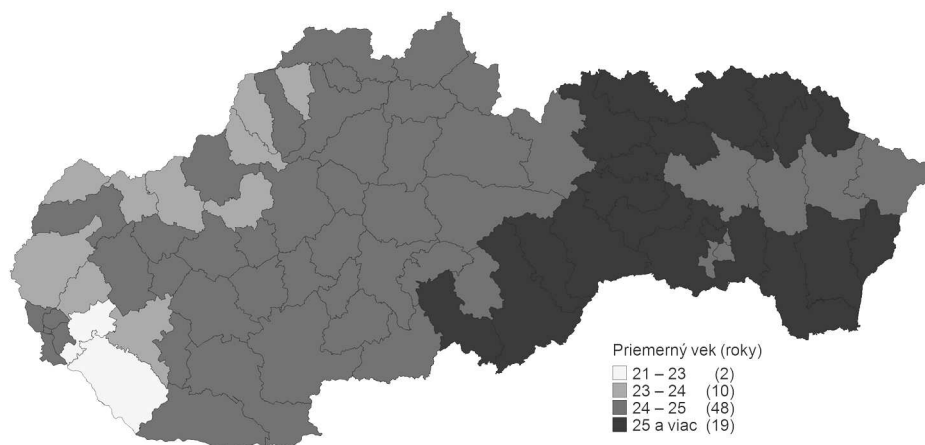 Priemerný vek (roky)
21 – 23 (2)
23 – 24 (10)
24 – 25 (48)
25 a viac (19)